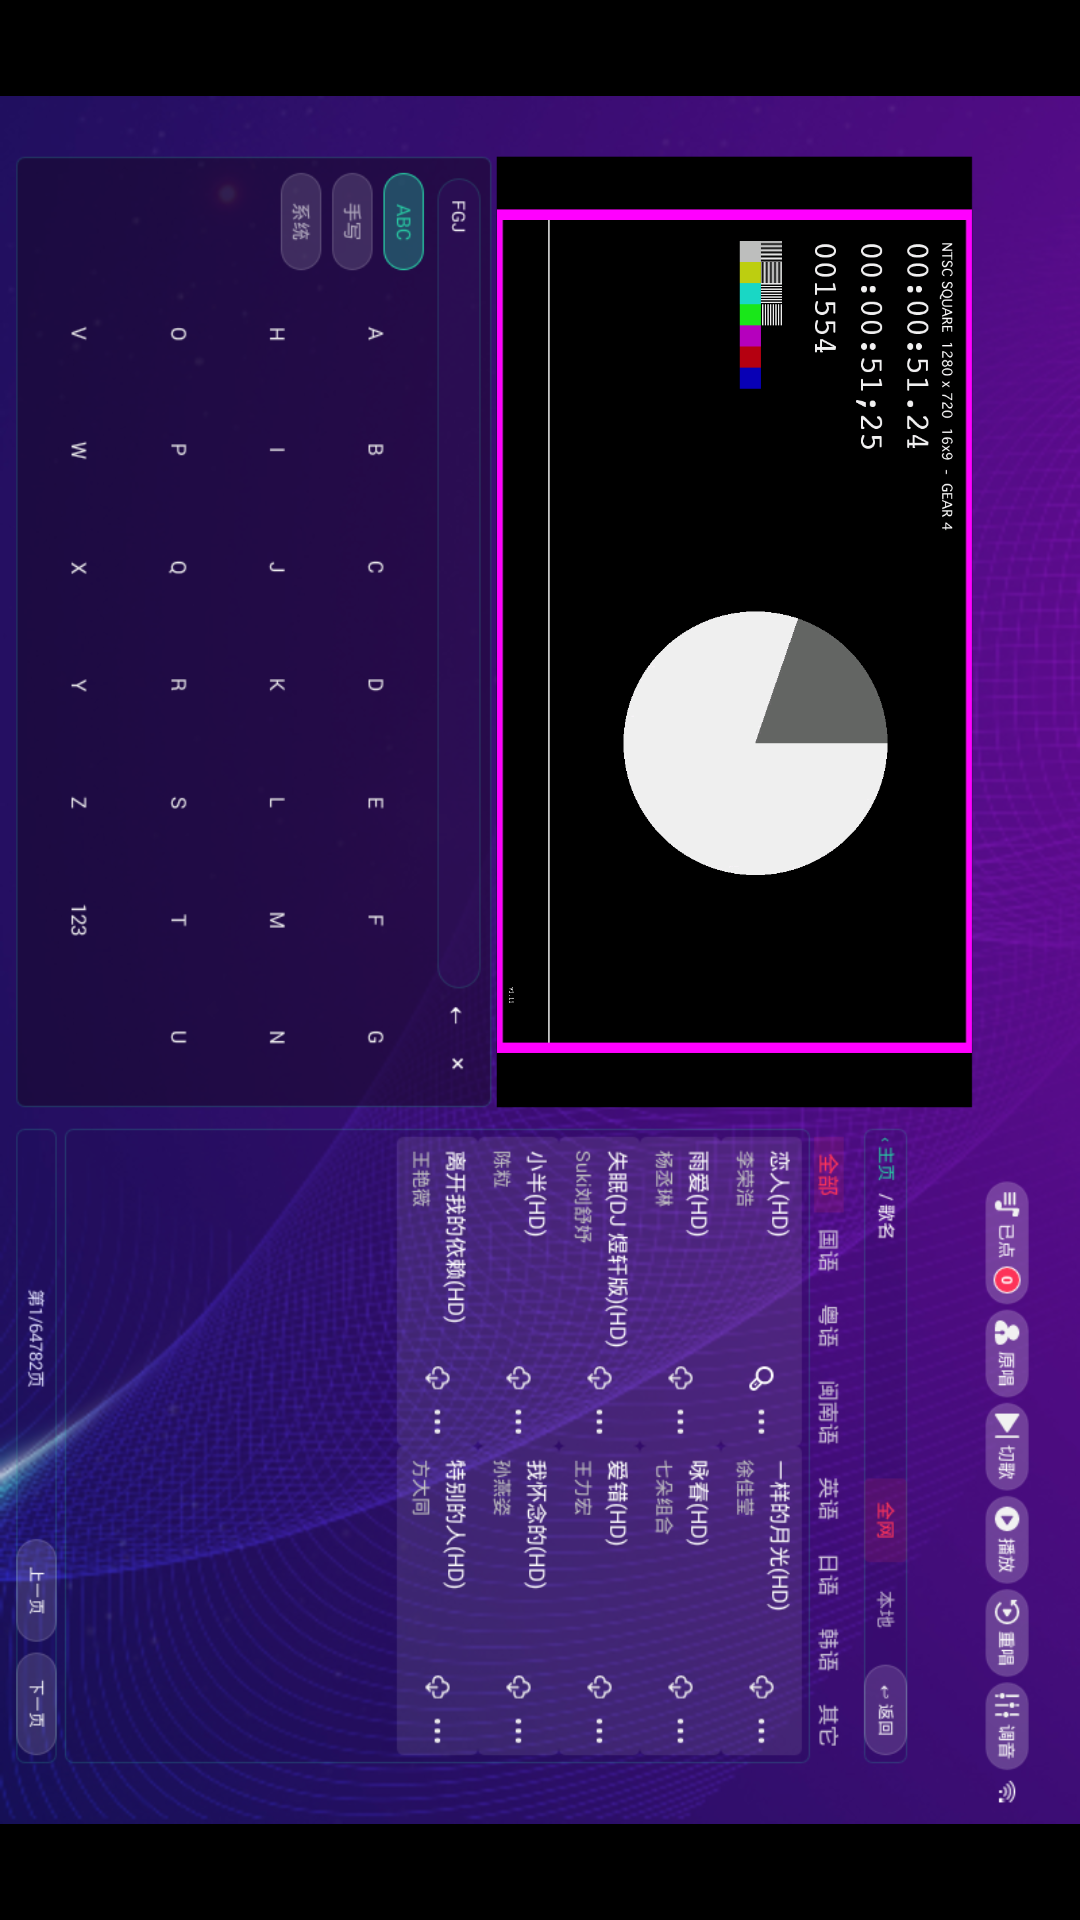 已点 0
原唱
切歌
播放
重唱
调音
NTSC SQUARE 1280 x 720 16x9 - GEAR 4
00:00:51.24
00:00:51;25
001554
v1.11
‹主页 / 歌名
全网
本地
返回
全部 国语 粤语 闽南语 英语 日语 韩语 其它
恋人(HD)
李荣浩
一样的月光(HD)
徐佳莹
雨爱(HD)
杨丞琳
咏春(HD)
七朵组合
失眠(DJ 煜轩版)(HD)
Suki刘舒妤
爱错(HD)
王力宏
小半(HD)
陈粒
我怀念的(HD)
孙燕姿
离开我的依赖(HD)
王艳薇
特别的人(HD)
方大同
第1/64782页
上一页
下一页
FGJ
← ×
ABC
手写
系统
A B C D E F G
H I J K L M N
O P Q R S T U
V W X Y Z 123